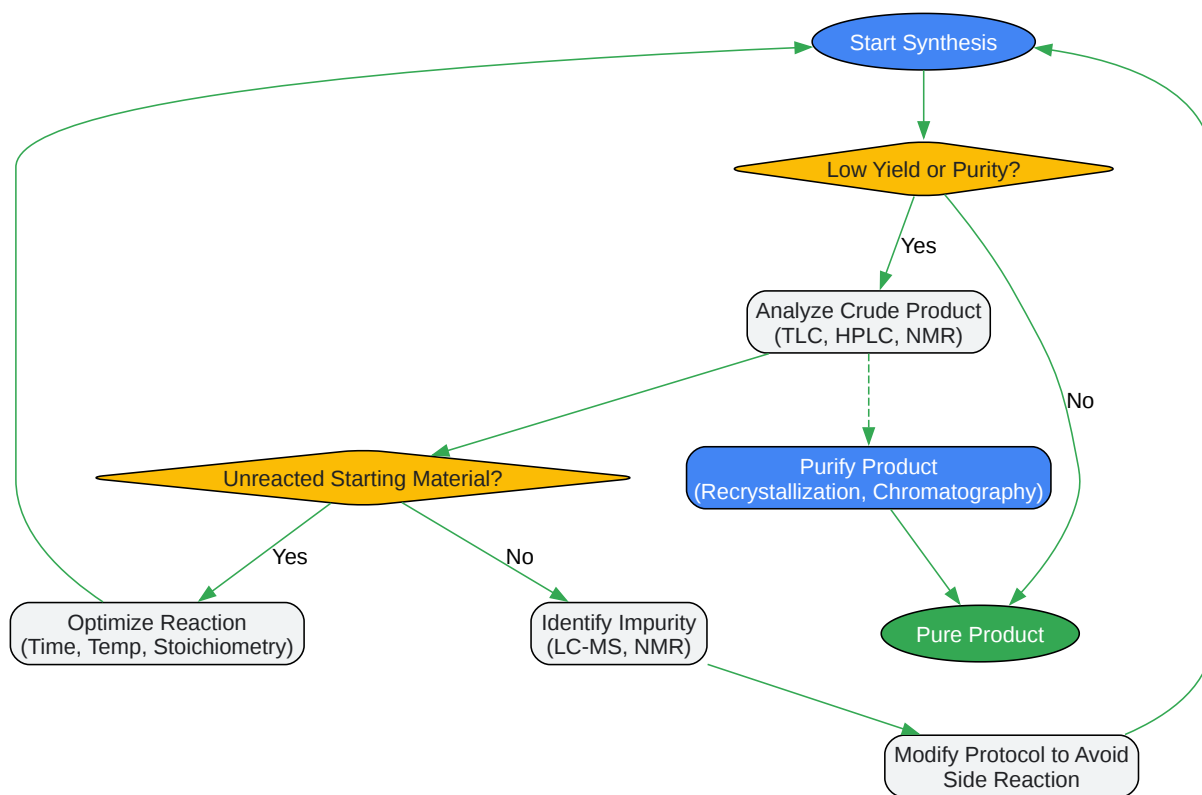 Start Synthesis
Low Yield or Purity?
Yes
Analyze Crude Product
(TLC, HPLC, NMR)
No
Purify Product
(Recrystallization, Chromatography)
Unreacted Starting Material?
Yes
No
Optimize Reaction
(Time, Temp, Stoichiometry)
Identify Impurity
(LC-MS, NMR)
Pure Product
Modify Protocol to Avoid
Side Reaction